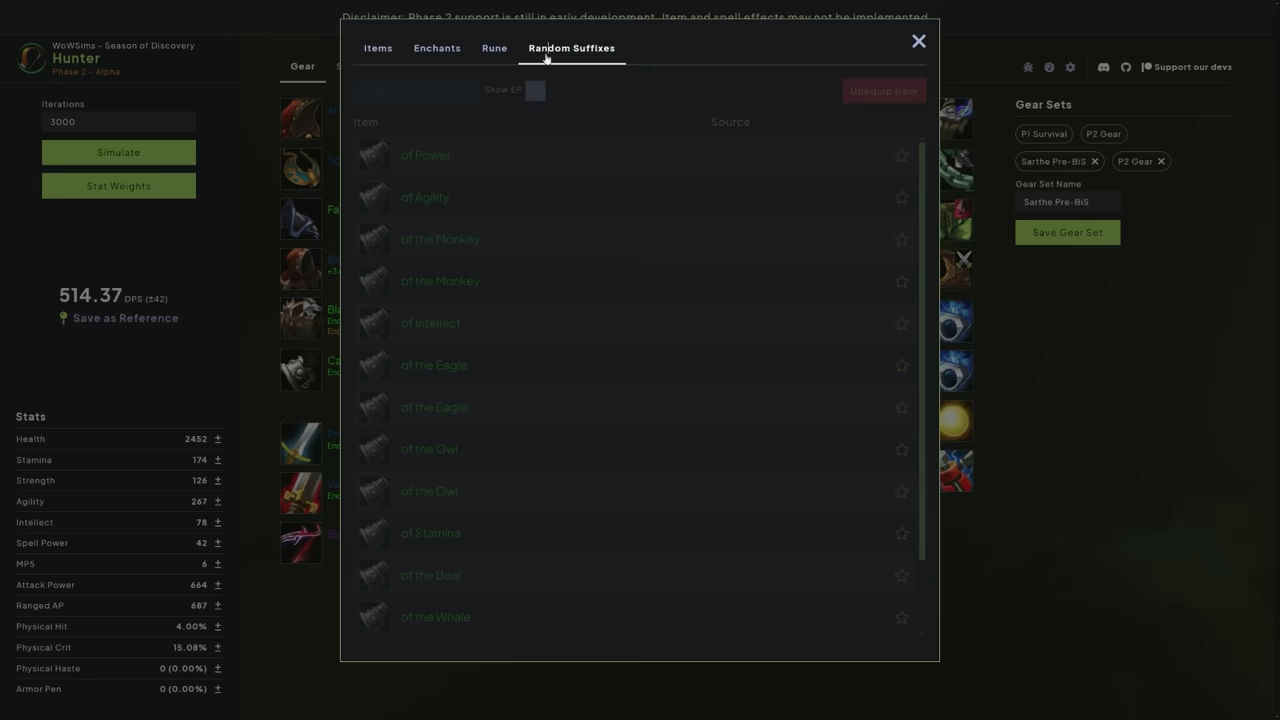 Disclaimer: Phase 2 support is still in early development. Item and spell effects may not be implemented
WoWSims - Season of Discovery
Hunter
Phase 2 - Alpha
Gear
Items
Enchants
Rune
Random Suffixes
Support our devs
Iterations
3000
Simulate
Stat Weights
514.37 DPS (±42)
Save as Reference
Stats
Health 2452
Stamina 174
Strength 126
Agility 267
Intellect 78
Spell Power 42
MP5 6
Attack Power 664
Ranged AP 687
Physical Hit 4.00%
Physical Crit 15.08%
Physical Haste 0 (0.00%)
Armor Pen 0 (0.00%)
Show EP
Unequip Item
Item
Source
of Power
of Agility
of the Monkey
of the Monkey
of Intellect
of the Eagle
of the Eagle
of the Owl
of the Owl
of Stamina
of the Bear
of the Whale
Gear Sets
P1 Survival
P2 Gear
Sarthe Pre-BiS
P2 Gear
Gear Set Name
Sarthe Pre-BiS
Save Gear Set